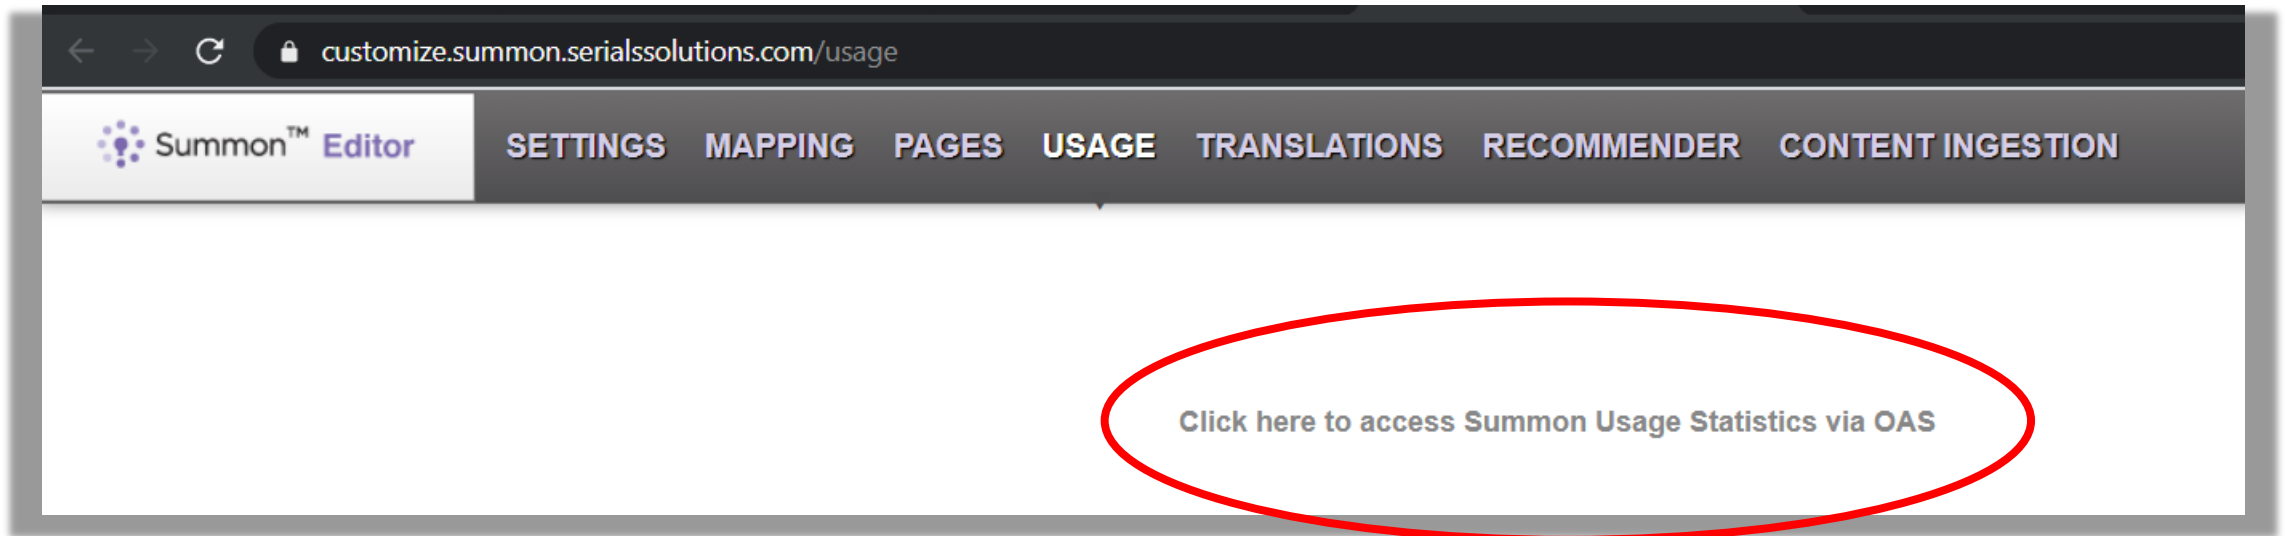 customize.summon.serialssolutions.com/usage
Summon™ Editor SETTINGS MAPPING PAGES USAGE TRANSLATIONS RECOMMENDER CONTENT INGESTION
Click here to access Summon Usage Statistics via OAS